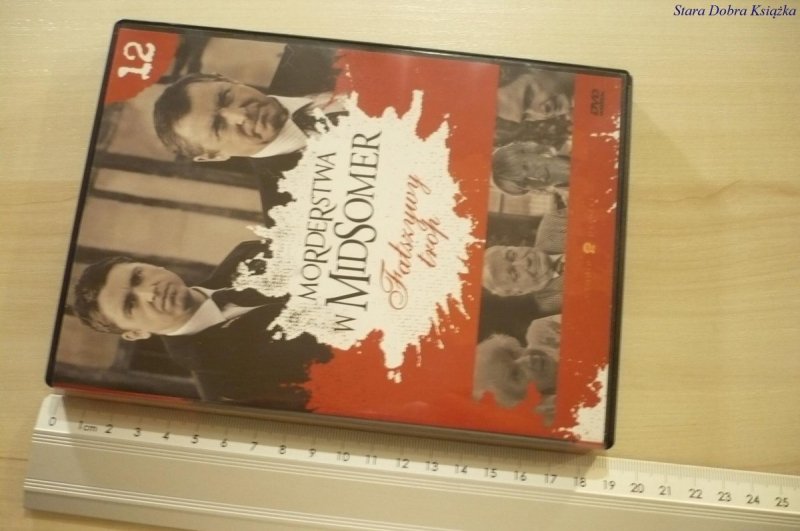 Stara Dobra Książka
12
MORDERSTWA
W MIDSOMER
Fałszywy
trop
DVD
0 1cm 2 3 4 5 6 7 8 9 10 11 12 13 14 15 16 17 18 19 20 21 22 23 24 25